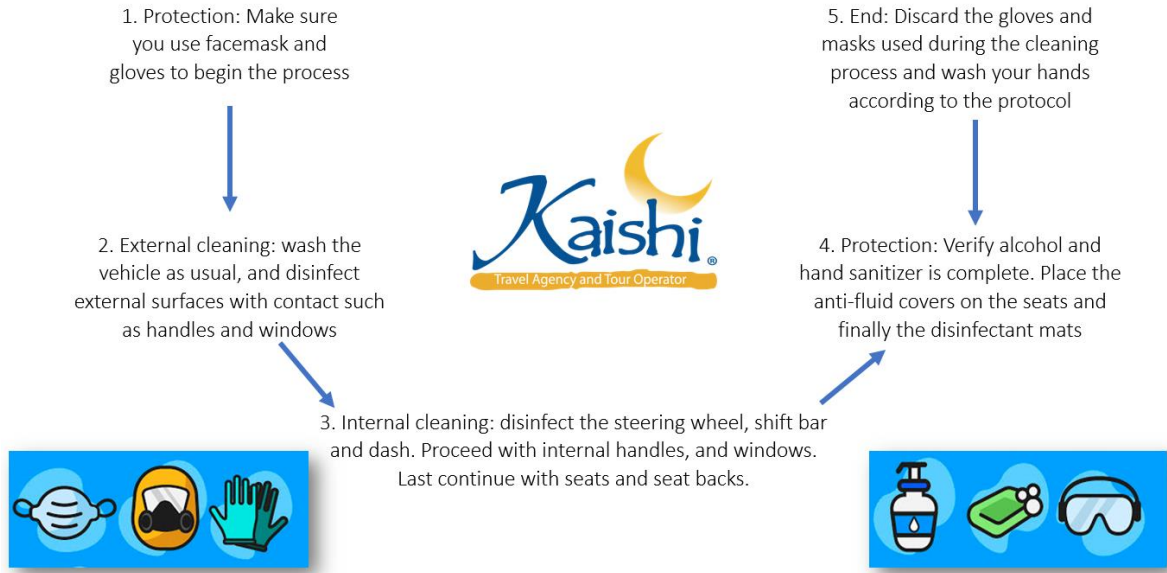 1. Protection: Make sure
you use facemask and
gloves to begin the process
2. External cleaning: wash the
vehicle as usual, and disinfect
external surfaces with contact such
as handles and windows
3. Internal cleaning: disinfect the steering wheel, shift bar
and dash. Proceed with internal handles, and windows.
Last continue with seats and seat backs.
4. Protection: Verify alcohol and
hand sanitizer is complete. Place the
anti-fluid covers on the seats and
finally the disinfectant mats
5. End: Discard the gloves and
masks used during the cleaning
process and wash your hands
according to the protocol
Kaishi®
Travel Agency and Tour Operator